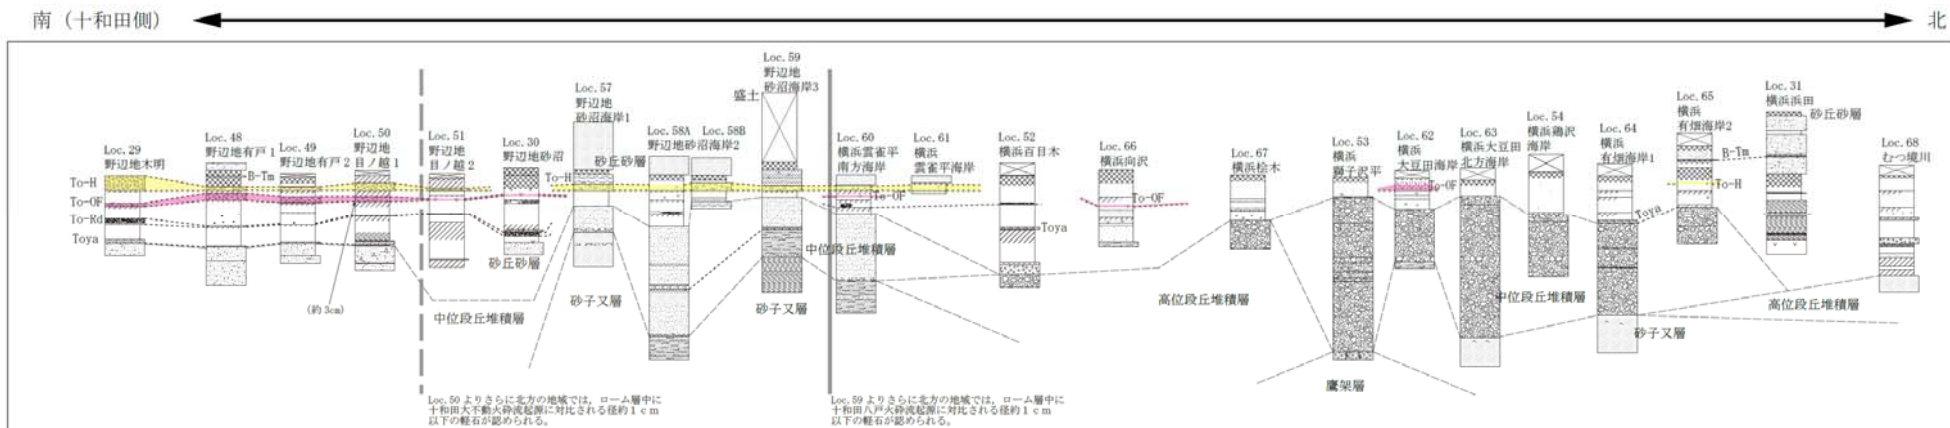 南（十和田側）
北
Loc. 29
野辺地木明
Loc. 48
野辺地有戸１
Loc. 49
野辺地有戸２
Loc. 50
野辺地
目ノ越１
Loc. 51
野辺地
目ノ越２
Loc. 30
野辺地砂沼
Loc. 57
野辺地
砂沼海岸1
Loc. 58A
Loc. 58B
野辺地砂沼海岸2
Loc. 59
野辺地
砂沼海岸3
盛土
Loc. 60
横浜雲雀平
南方海岸
Loc. 61
横浜
雲雀平海岸
Loc. 52
横浜百目木
Loc. 66
横浜向沢
Loc. 67
横浜桧木
Loc. 53
横浜
獅子沢平
Loc. 62
横浜
大豆田海岸
Loc. 63
横浜大豆田
北方海岸
Loc. 54
横浜鶏沢
海岸
Loc. 64
横浜
有畑海岸1
Loc. 65
横浜
有畑海岸2
Loc. 31
横浜浜田
砂丘砂層
Loc. 68
むつ境川
To-H
To-OF
To-Rd
Toya
B-Tm
(約3cm)
To-H
砂丘砂層
砂丘砂層
中位段丘堆積層
砂子又層
砂子又層
中位段丘堆積層
To-OF
Toya
To-OF
高位段丘堆積層
To-OF
鷹架層
中位段丘堆積層
Toya
B-Tm
To-H
砂子又層
高位段丘堆積層
Loc. 50 よりさらに北方の地域では，ローム層中に
十和田大不動火砕流起源に対比される径約１ｃｍ
以下の軽石が認められる。
Loc. 59 よりさらに北方の地域では，ローム層中に
十和田八戸火砕流起源に対比される径約１ｃｍ
以下の軽石が認められる。